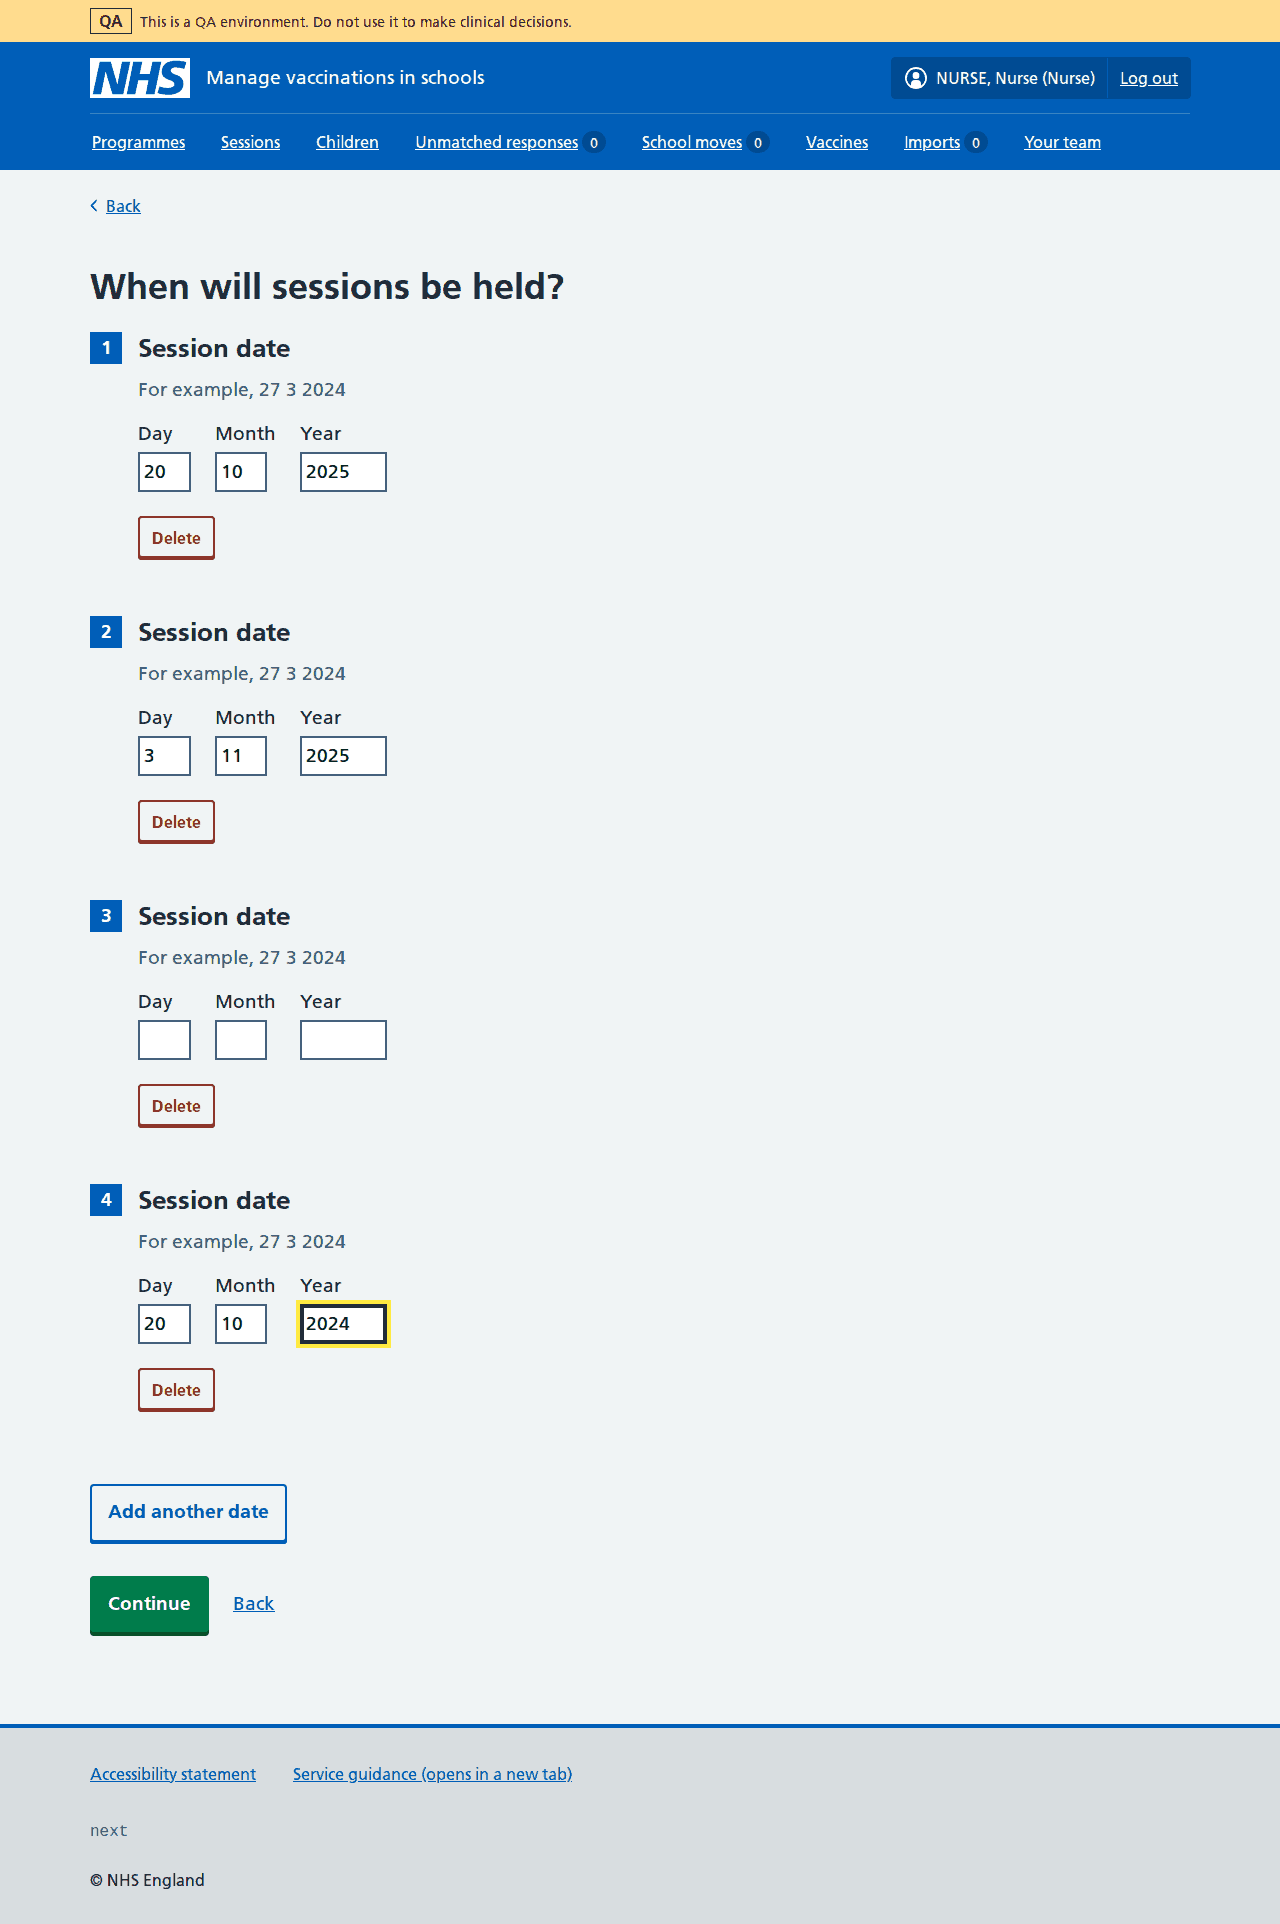 QA This is a QA environment. Do not use it to make clinical decisions.
NHS Manage vaccinations in schools NURSE, Nurse (Nurse) Log out
Programmes Sessions Children Unmatched responses 0 School moves 0 Vaccines Imports 0 Your team
Back
When will sessions be held?
1 Session date
For example, 27 3 2024
Day Month Year
20 10 2025
Delete
2 Session date
For example, 27 3 2024
Day Month Year
3 11 2025
Delete
3 Session date
For example, 27 3 2024
Day Month Year
Delete
4 Session date
For example, 27 3 2024
Day Month Year
20 10 2024
Delete
Add another date
Continue Back
Accessibility statement Service guidance (opens in a new tab)
next
© NHS England